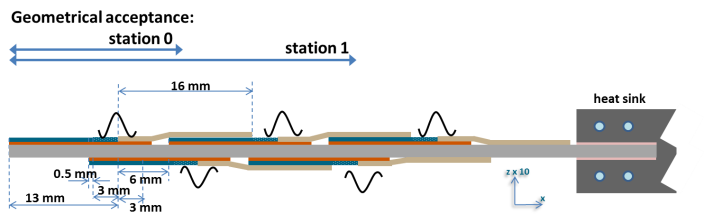 Geometrical acceptance:
station 0
station 1
16 mm
heat sink
0.5 mm
6 mm
z x 10
3 mm
13 mm
3 mm
x